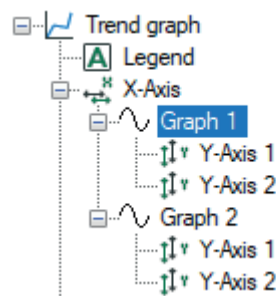 Trend graph
A Legend
X X-Axis
Graph 1
Y Y-Axis 1
Y Y-Axis 2
Graph 2
Y Y-Axis 1
Y Y-Axis 2